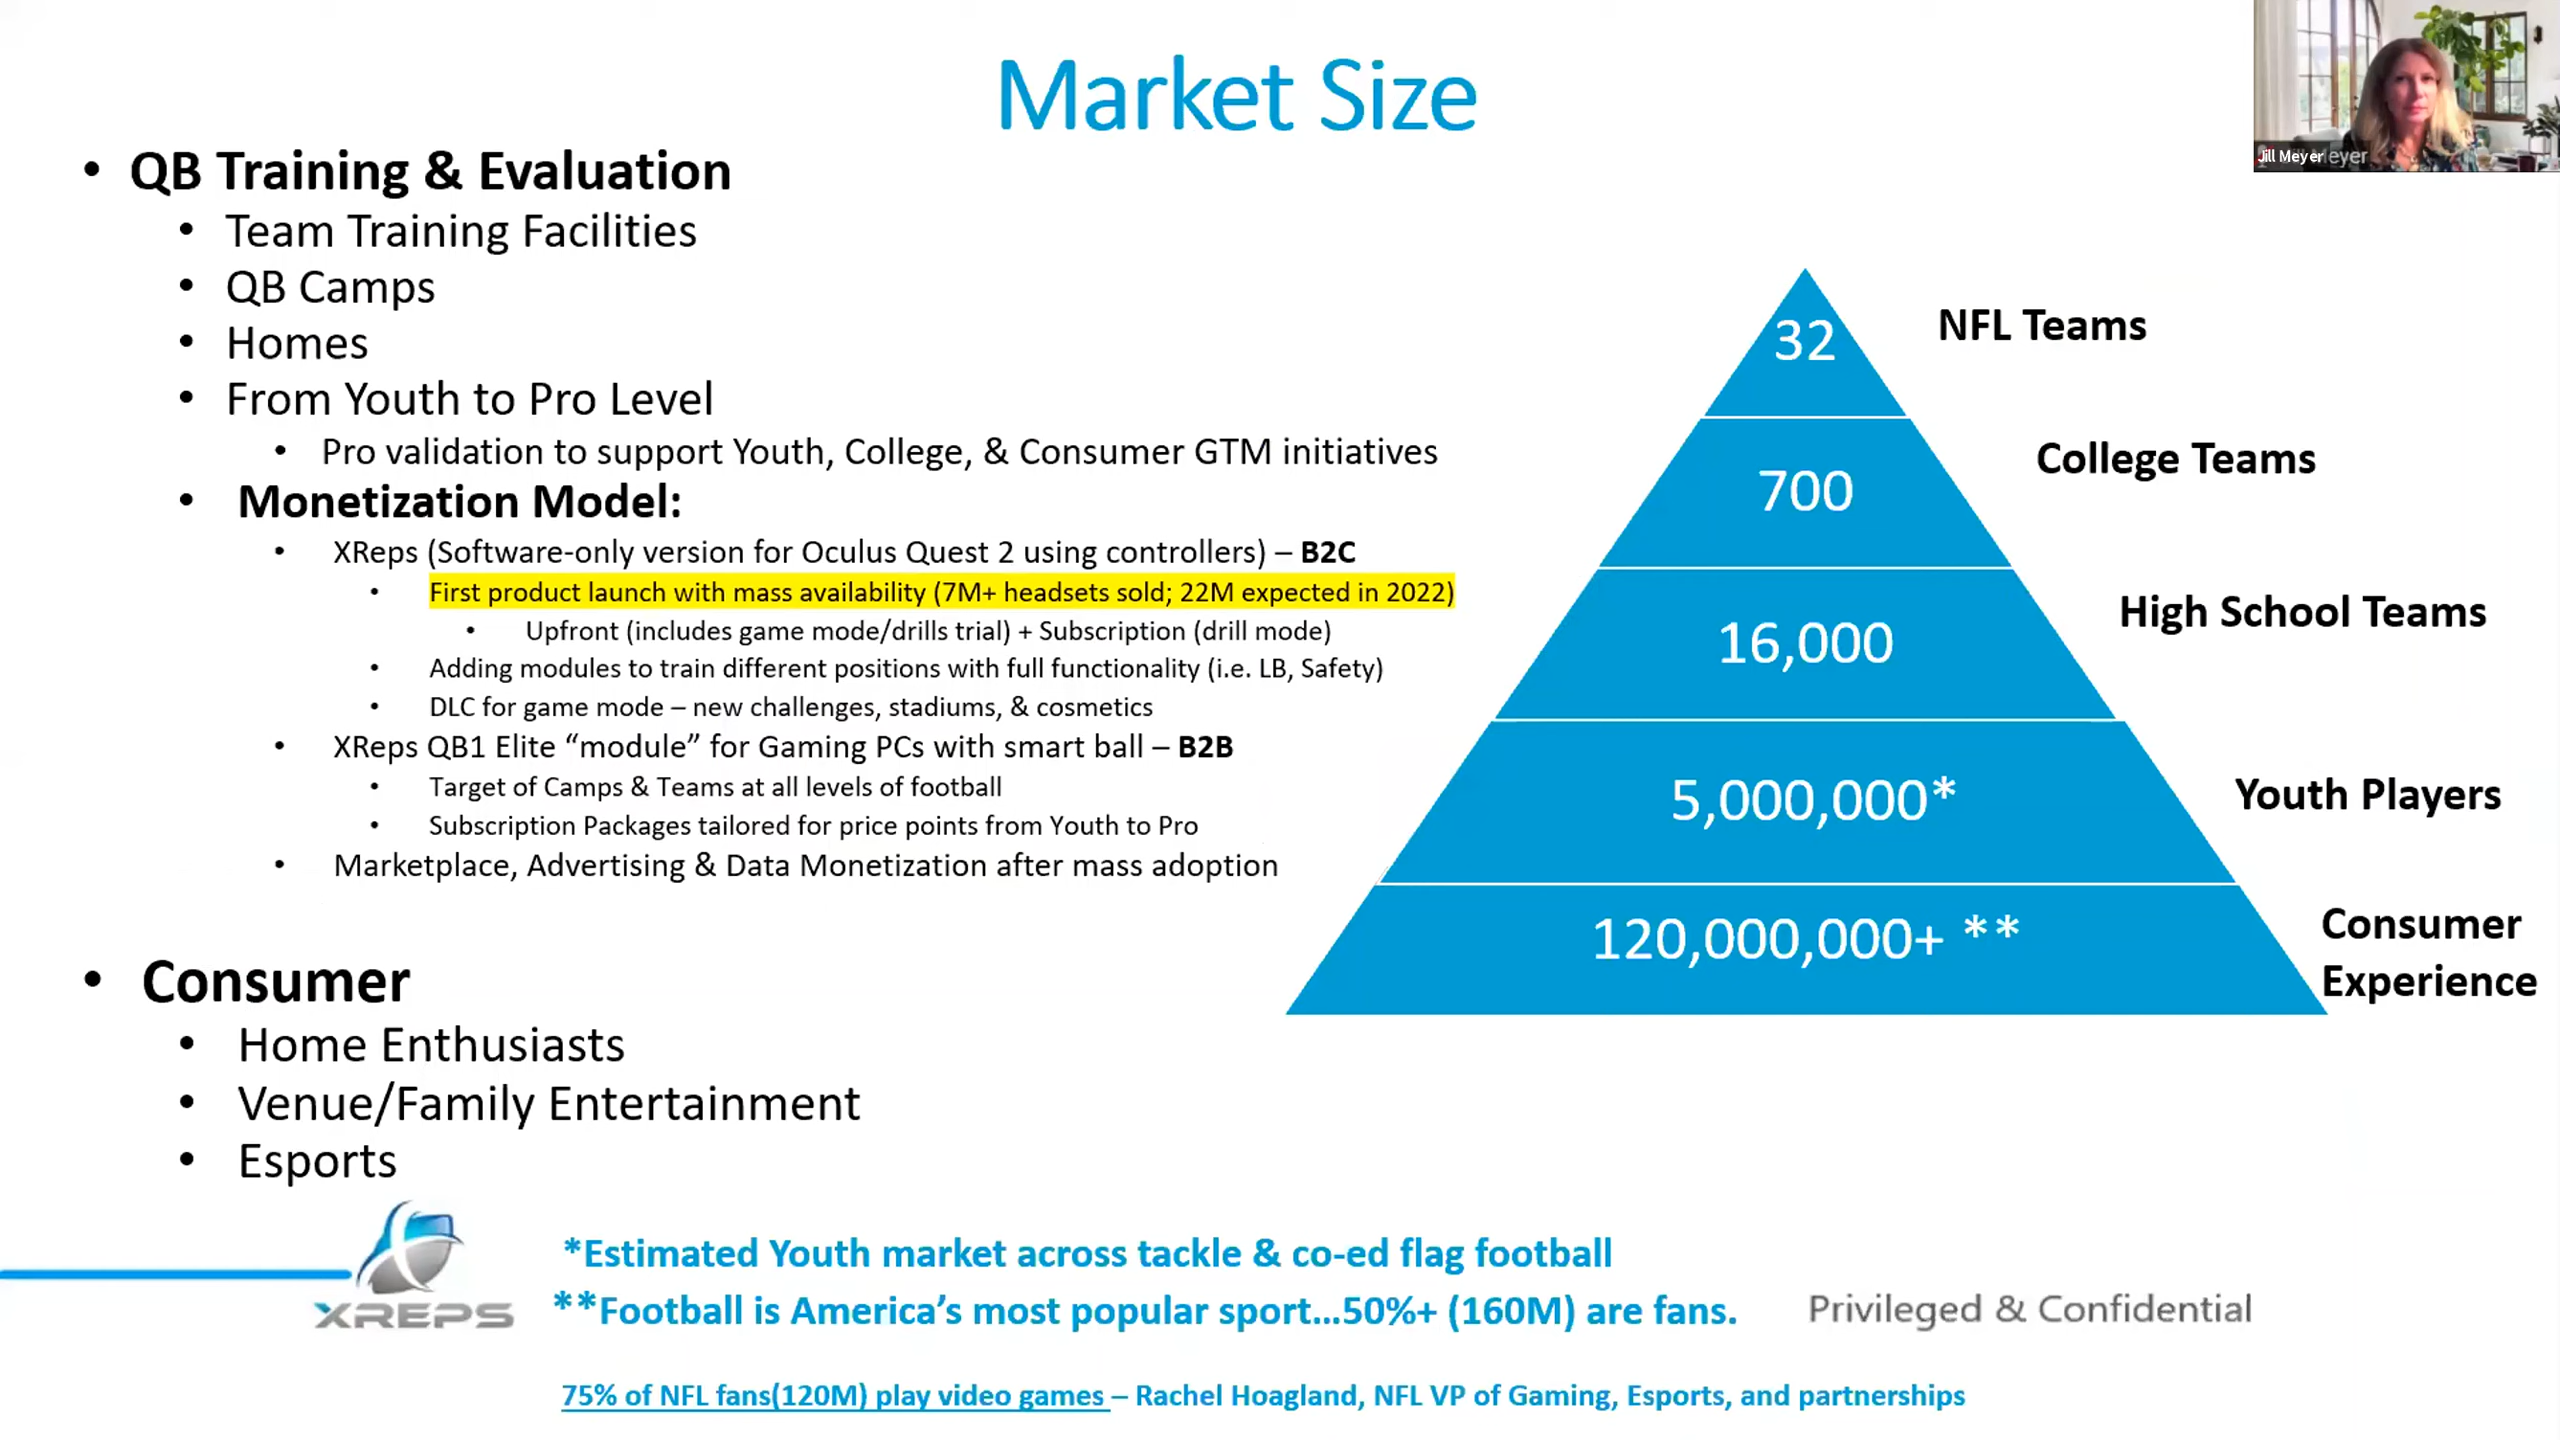 Market Size
Jill Meyer
• QB Training & Evaluation
• Team Training Facilities
• QB Camps
• Homes
• From Youth to Pro Level
• Pro validation to support Youth, College, & Consumer GTM initiatives
• Monetization Model:
• XReps (Software-only version for Oculus Quest 2 using controllers) – B2C
• First product launch with mass availability (7M+ headsets sold; 22M expected in 2022)
• Upfront (includes game mode/drills trial) + Subscription (drill mode)
• Adding modules to train different positions with full functionality (i.e. LB, Safety)
• DLC for game mode – new challenges, stadiums, & cosmetics
• XReps QB1 Elite “module” for Gaming PCs with smart ball – B2B
• Target of Camps & Teams at all levels of football
• Subscription Packages tailored for price points from Youth to Pro
• Marketplace, Advertising & Data Monetization after mass adoption
• Consumer
• Home Enthusiasts
• Venue/Family Entertainment
• Esports
32 NFL Teams
700 College Teams
16,000 High School Teams
5,000,000* Youth Players
120,000,000+ ** Consumer
Experience
XREPS
*Estimated Youth market across tackle & co-ed flag football
**Football is America’s most popular sport...50%+ (160M) are fans.
Privileged & Confidential
75% of NFL fans(120M) play video games – Rachel Hoagland, NFL VP of Gaming, Esports, and partnerships